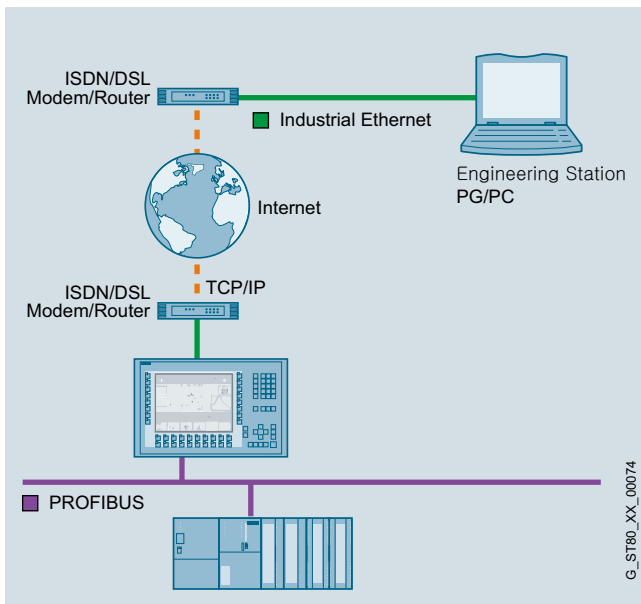 ISDN/DSL
Modem/Router
Industrial Ethernet
Engineering Station
PG/PC
Internet
TCP/IP
ISDN/DSL
Modem/Router
PROFIBUS
G_ST80_XX_00074